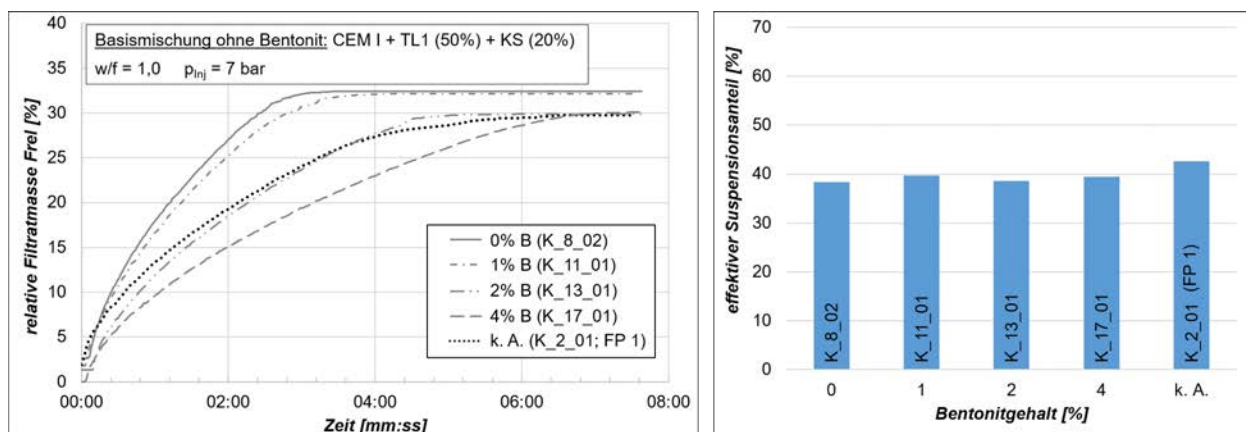 40
35
30
25
20
15
10
5
0
relative Filtratmasse Frel [%]
Basismischung ohne Bentonit: CEM I + TL1 (50%) + KS (20%)
w/f = 1,0 pInj = 7 bar
0% B (K_8_02)
1% B (K_11_01)
2% B (K_13_01)
4% B (K_17_01)
k. A. (K_2_01; FP 1)
00:00 02:00 04:00 06:00 08:00
Zeit [mm:ss]
70
60
50
40
30
20
10
0
effektiver Suspensionsanteil [%]
K_8_02
K_11_01
K_13_01
K_17_01
K_2_01 (FP 1)
0 1 2 4 k. A.
Bentonitgehalt [%]